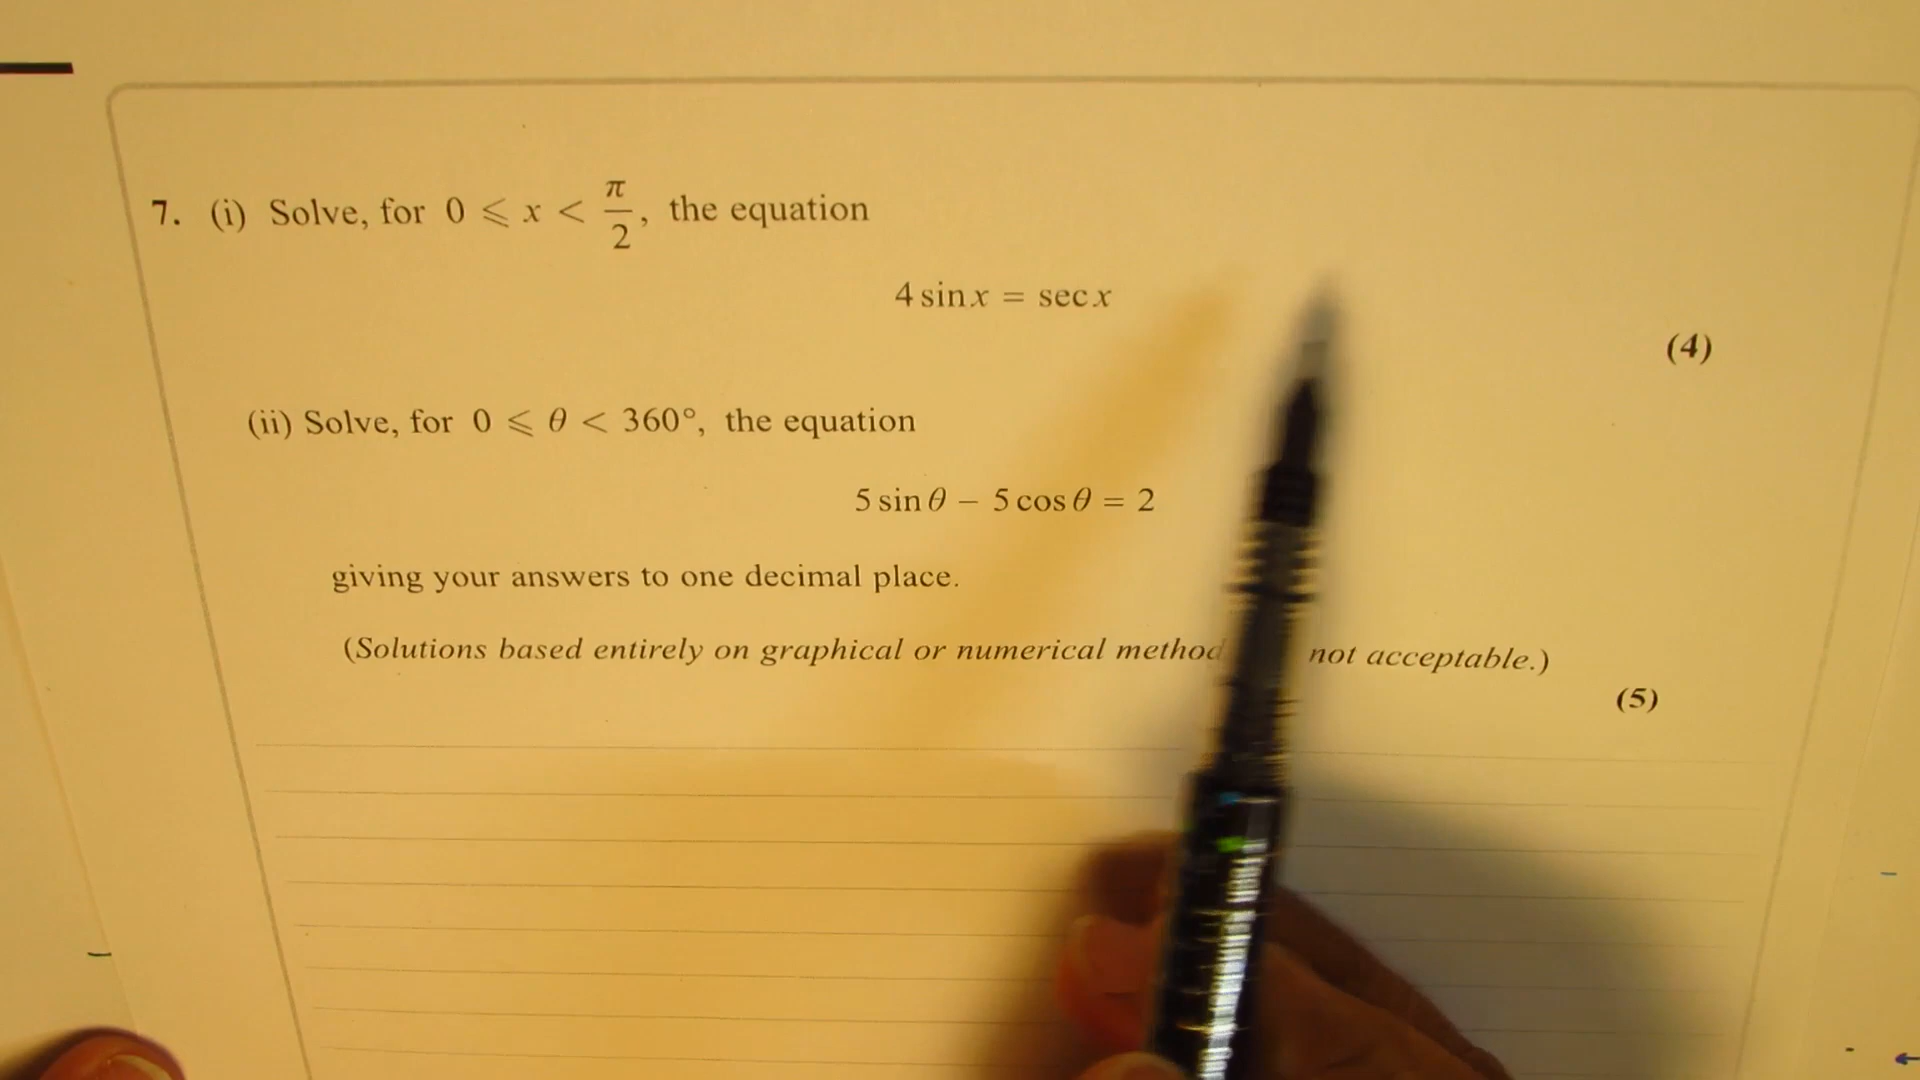 7. (i) Solve, for 0 ⩽ x < π/2, the equation
4 sin x = sec x
(4)
(ii) Solve, for 0 ⩽ θ < 360°, the equation
5 sin θ − 5 cos θ = 2
giving your answers to one decimal place.
(Solutions based entirely on graphical or numerical method not acceptable.)
(5)